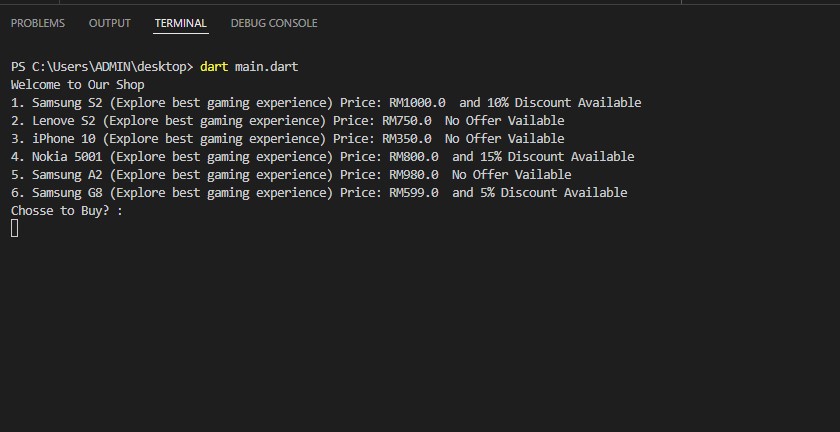 PROBLEMS OUTPUT TERMINAL DEBUG CONSOLE
PS C:\Users\ADMIN\desktop> dart main.dart
Welcome to Our Shop
1. Samsung S2 (Explore best gaming experience) Price: RM1000.0  and 10% Discount Available
2. Lenove S2 (Explore best gaming experience) Price: RM750.0  No Offer Vailable
3. iPhone 10 (Explore best gaming experience) Price: RM350.0  No Offer Vailable
4. Nokia 5001 (Explore best gaming experience) Price: RM800.0  and 15% Discount Available
5. Samsung A2 (Explore best gaming experience) Price: RM980.0  No Offer Vailable
6. Samsung G8 (Explore best gaming experience) Price: RM599.0  and 5% Discount Available
Chosse to Buy? :